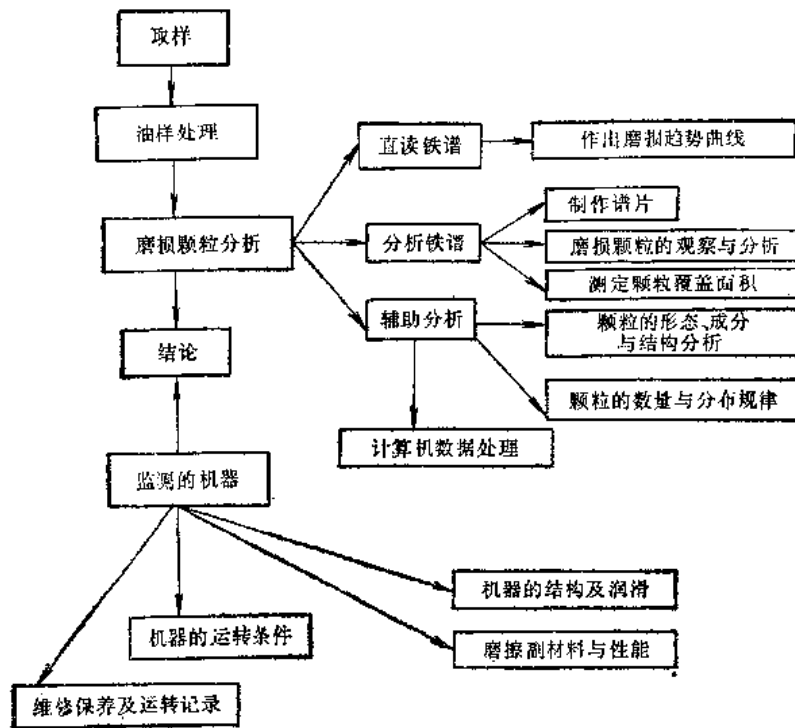 取样
油样处理
直读铁谱
作出磨损趋势曲线
制作谱片
磨损颗粒分析
分析铁谱
磨损颗粒的观察与分析
测定颗粒覆盖面积
辅助分析
颗粒的形态、成分
与结构分析
结论
颗粒的数量与分布规律
计算机数据处理
监测的机器
机器的结构及润滑
机器的运转条件
磨擦副材料与性能
维修保养及运转记录